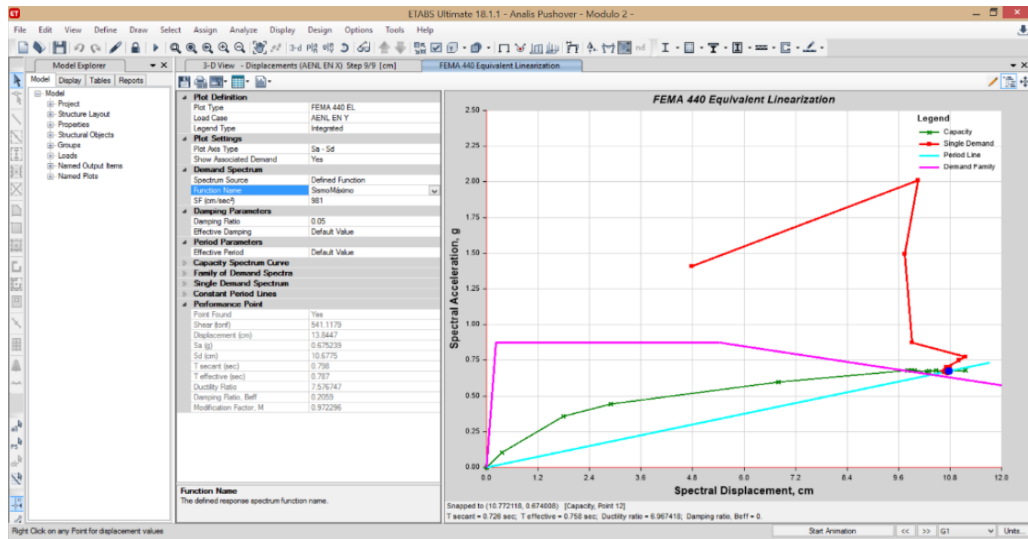 ETABS Ultimate 18.1.1 - Analis Pushover - Modulo 2 -
File Edit View Define Draw Select Assign Analyze Display Design Options Tools Help
Model Explorer
3-D View - Displacements (AENL EN X) Step 9/9 [cm]
FEMA 440 Equivalent Linearization
Model Display Tables Reports
Model
Project
Structure Layout
Properties
Structural Objects
Groups
Loads
Named Output Items
Named Plots
Plot Definition
Plot Type FEMA 440 EL
Load Case AENL EN Y
Legend Type Integrated
Plot Settings
Plot Axis Type Sa - Sd
Show Associated Demand Yes
Demand Spectrum
Spectrum Source Defined Function
Function Name SismoMáximo
SF (cm/sec²) 981
Damping Parameters
Damping Ratio 0.05
Effective Damping Default Value
Period Parameters
Effective Period Default Value
Capacity Spectrum Curve
Family of Demand Spectra
Single Demand Spectrum
Constant Period Lines
Performance Point
Point Found Yes
Shear (tonf) 541.1179
Displacement (cm) 13.8447
Sa (g) 0.675239
Sd (cm) 10.6775
T secant (sec) 0.798
T effective (sec) 0.787
Ductility Ratio 7.576747
Damping Ratio, Beff 0.2059
Modification Factor, M 0.972296
Function Name
The defined response spectrum function name.
FEMA 440 Equivalent Linearization
Legend
Capacity
Single Demand
Period Line
Demand Family
Spectral Acceleration, g
2.50
2.25
2.00
1.75
1.50
1.25
1.00
0.75
0.50
0.25
0.00
0.0 1.2 2.4 3.6 4.8 6.0 7.2 8.4 9.6 10.8 12.0
Spectral Displacement, cm
Snapped to (10.772118, 0.674808) [Capacity, Point 12]
T secant = 0.726 sec; T effective = 0.758 sec; Ductility ratio = 6.967418; Damping ratio, Beff = 0.
Right Click on any Point for displacement values
Start Animation << >> G1 Units...